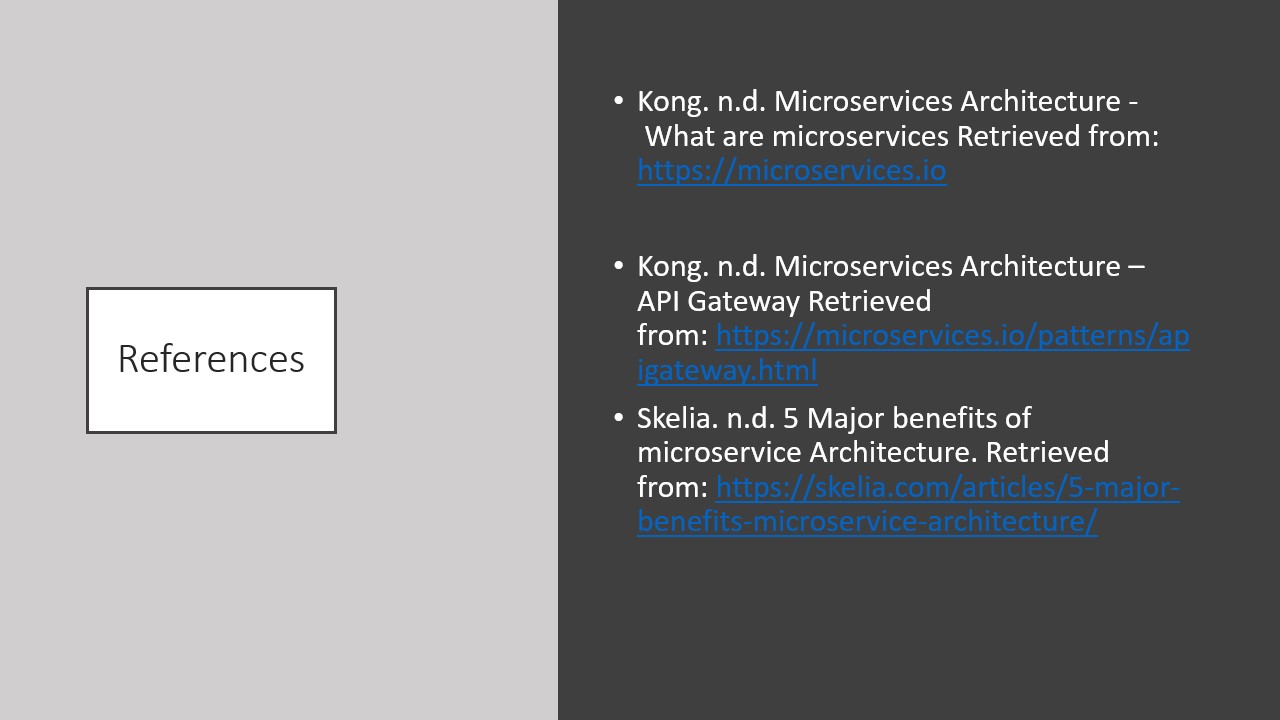 References
• Kong. n.d. Microservices Architecture -
What are microservices Retrieved from:
https://microservices.io
• Kong. n.d. Microservices Architecture –
API Gateway Retrieved
from: https://microservices.io/patterns/ap
igateway.html
• Skelia. n.d. 5 Major benefits of
microservice Architecture. Retrieved
from: https://skelia.com/articles/5-major-
benefits-microservice-architecture/